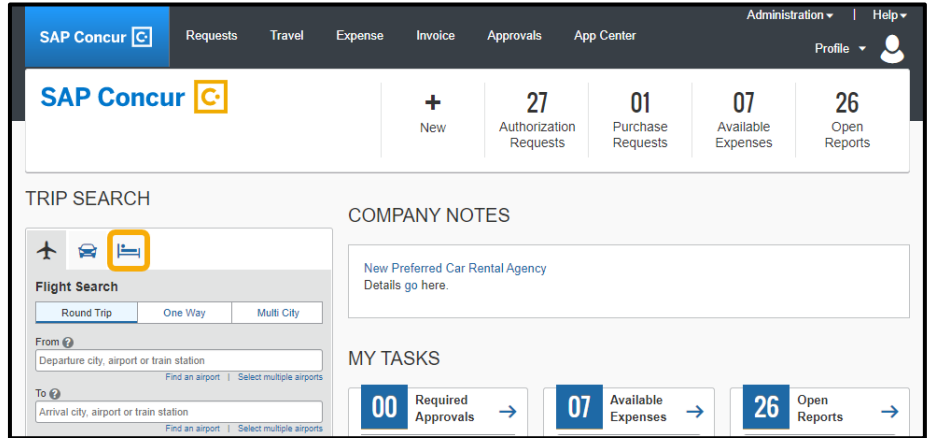 Administration | Help
SAP Concur C Requests Travel Expense Invoice Approvals App Center
Profile
SAP Concur C
+ 27 01 07 26
New Authorization Purchase Available Open
Requests Requests Expenses Reports
TRIP SEARCH
COMPANY NOTES
New Preferred Car Rental Agency
Details go here.
Flight Search
Round Trip One Way Multi City
From ?
Departure city, airport or train station
Find an airport | Select multiple airports
To ?
Arrival city, airport or train station
Find an airport | Select multiple airports
MY TASKS
00 Required Approvals →
07 Available Expenses →
26 Open Reports →